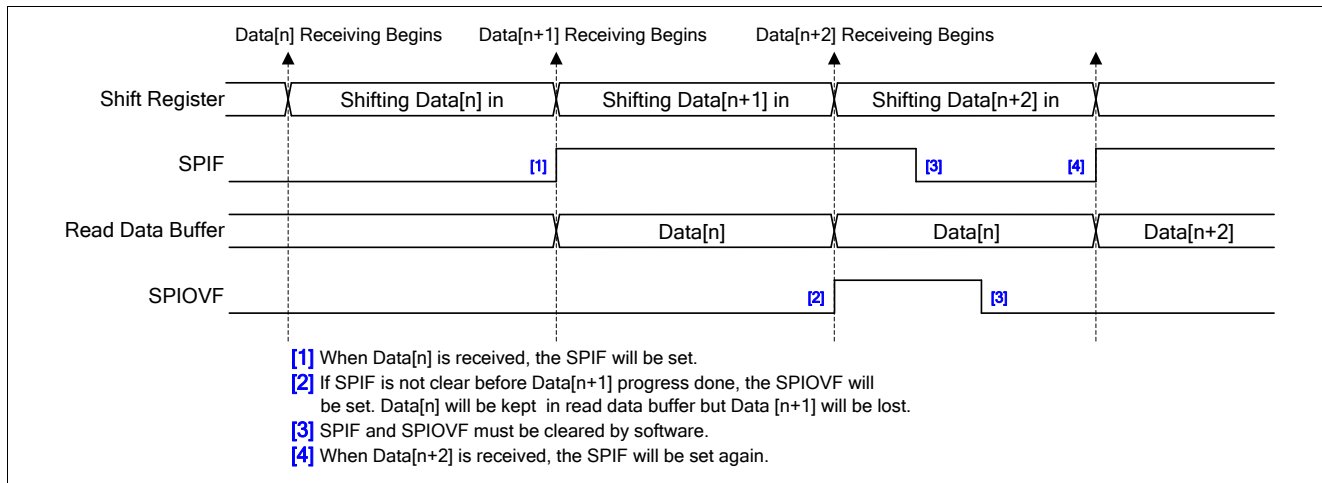 Data[n] Receiving Begins Data[n+1] Receiving Begins Data[n+2] Receiveing Begins
Shift Register Shifting Data[n] in Shifting Data[n+1] in Shifting Data[n+2] in
SPIF [1] [3] [4]
Read Data Buffer Data[n] Data[n] Data[n+2]
SPIOVF [2] [3]
[1] When Data[n] is received, the SPIF will be set.
[2] If SPIF is not clear before Data[n+1] progress done, the SPIOVF will
be set. Data[n] will be kept in read data buffer but Data [n+1] will be lost.
[3] SPIF and SPIOVF must be cleared by software.
[4] When Data[n+2] is received, the SPIF will be set again.